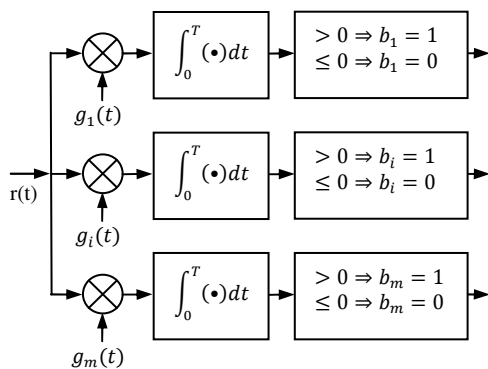 ∫₀ᵀ (•)dt
> 0 ⇒ b₁ = 1
≤ 0 ⇒ b₁ = 0
g₁(t)
r(t)
∫₀ᵀ (•)dt
> 0 ⇒ bᵢ = 1
≤ 0 ⇒ bᵢ = 0
gᵢ(t)
∫₀ᵀ (•)dt
> 0 ⇒ bₘ = 1
≤ 0 ⇒ bₘ = 0
gₘ(t)